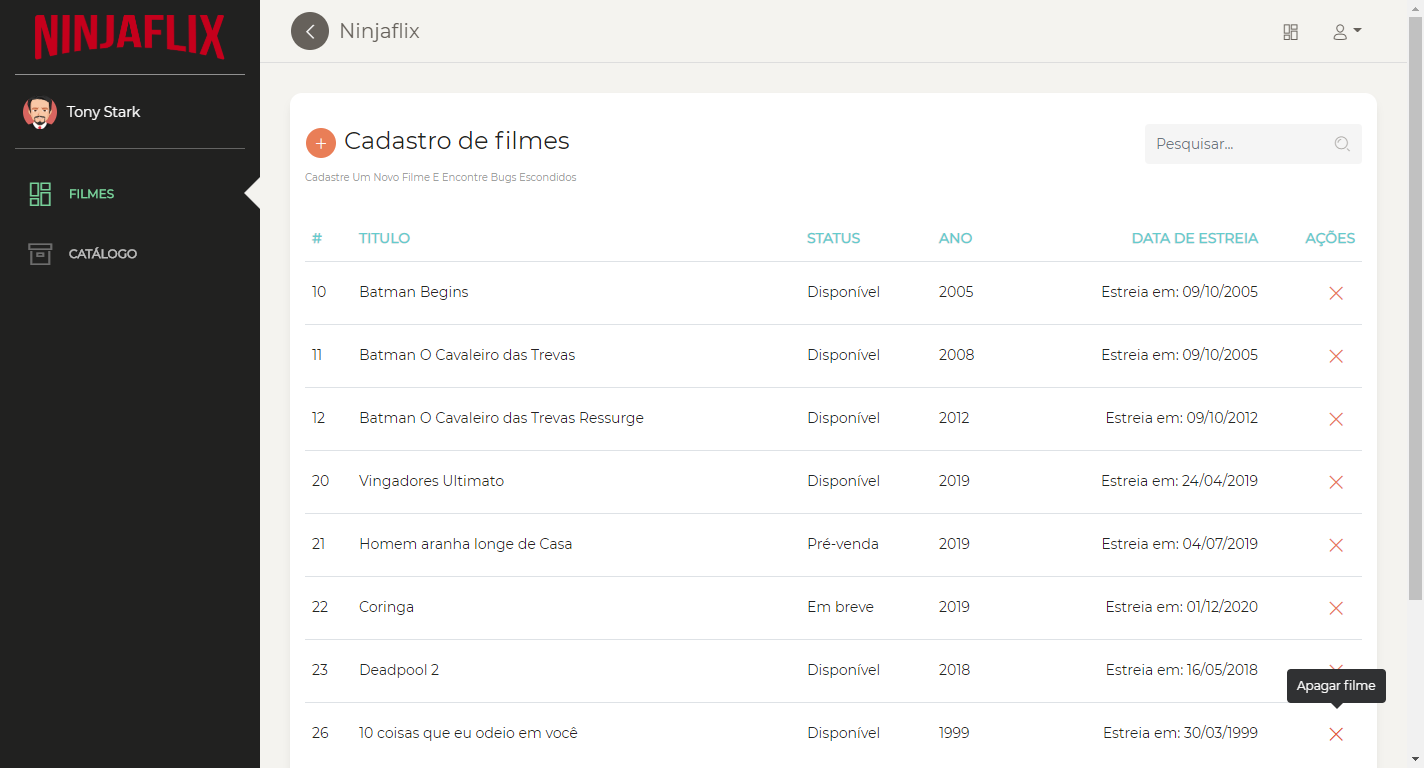 NINJAFLIX
Ninjaflix
Tony Stark
FILMES
CATÁLOGO
Cadastro de filmes
Pesquisar...
Cadastre Um Novo Filme E Encontre Bugs Escondidos
# TITULO STATUS ANO DATA DE ESTREIA AÇÕES
10 Batman Begins Disponível 2005 Estreia em: 09/10/2005
11 Batman O Cavaleiro das Trevas Disponível 2008 Estreia em: 09/10/2005
12 Batman O Cavaleiro das Trevas Ressurge Disponível 2012 Estreia em: 09/10/2012
20 Vingadores Ultimato Disponível 2019 Estreia em: 24/04/2019
21 Homem aranha longe de Casa Pré-venda 2019 Estreia em: 04/07/2019
22 Coringa Em breve 2019 Estreia em: 01/12/2020
23 Deadpool 2 Disponível 2018 Estreia em: 16/05/2018
Apagar filme
26 10 coisas que eu odeio em você Disponível 1999 Estreia em: 30/03/1999